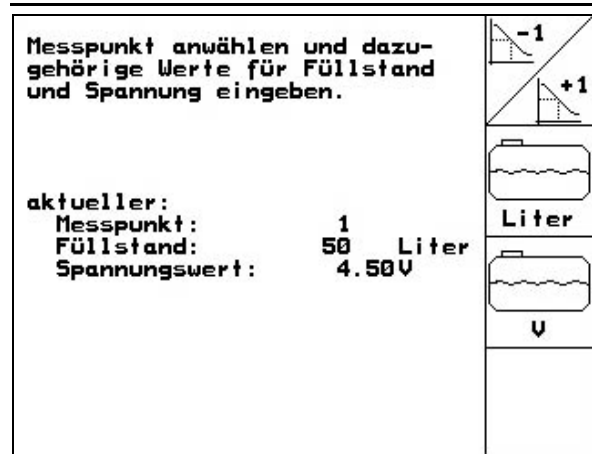 Messpunkt anwählen und dazu-
gehörige Werte für Füllstand
und Spannung eingeben.
aktueller:
Messpunkt: 1
Füllstand: 50 Liter
Spannungswert: 4.50V
-1
+1
Liter
V